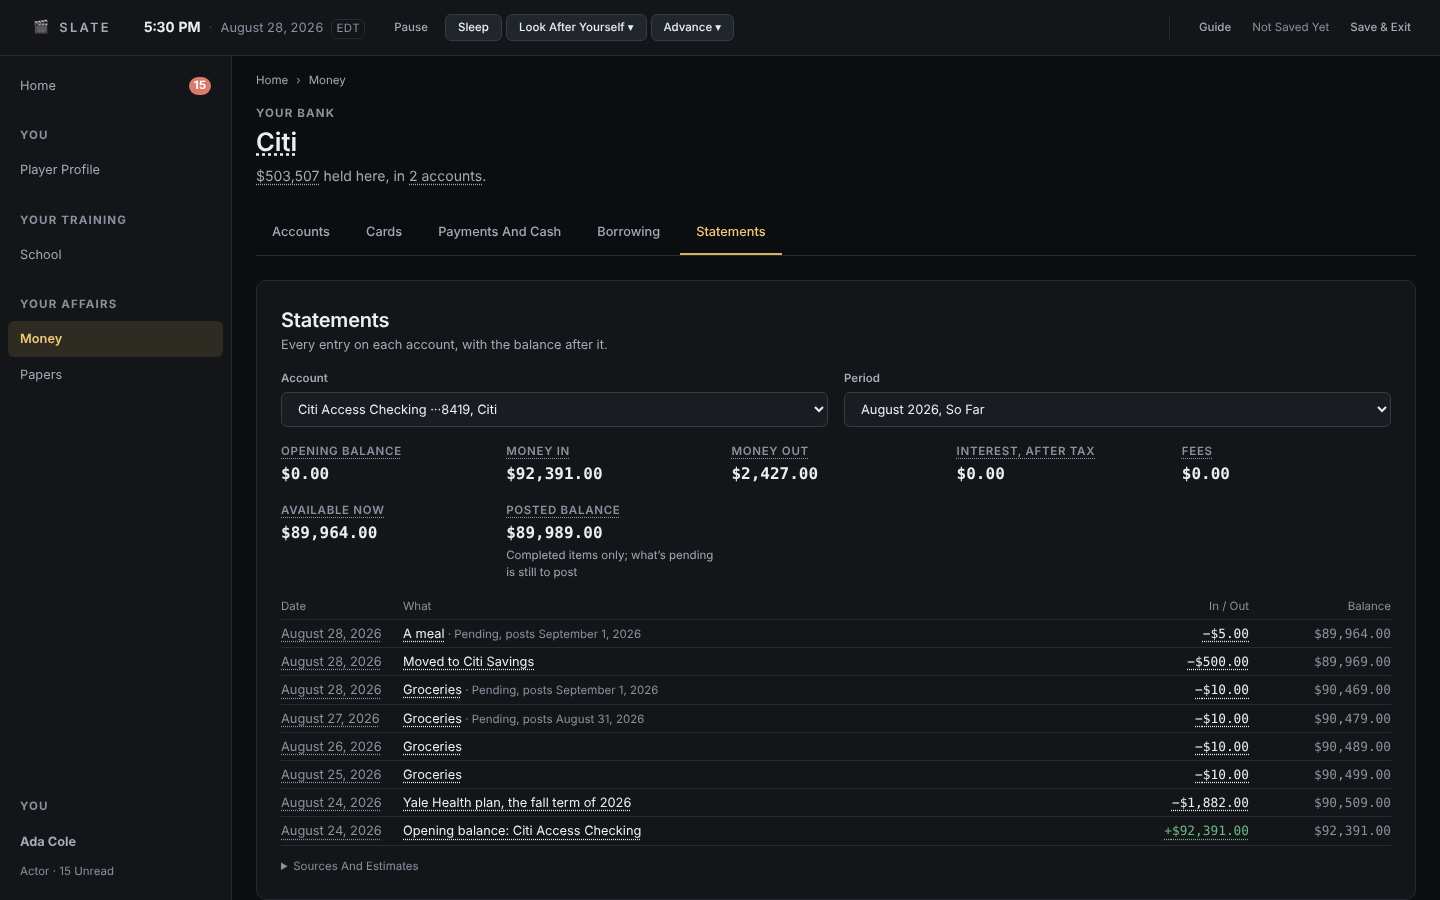 🎬 SLATE
5:30 PM · August 28, 2026 EDT
Pause
Sleep
Look After Yourself ▾
Advance ▾
Guide
Not Saved Yet
Save & Exit
Home 15
YOU
Player Profile
YOUR TRAINING
School
YOUR AFFAIRS
Money
Papers
YOU
Ada Cole
Actor · 15 Unread
Home › Money
YOUR BANK
Citi
$503,507 held here, in 2 accounts.
Accounts Cards Payments And Cash Borrowing Statements
Statements
Every entry on each account, with the balance after it.
Account
Citi Access Checking ···8419, Citi
Period
August 2026, So Far
OPENING BALANCE
$0.00
MONEY IN
$92,391.00
MONEY OUT
$2,427.00
INTEREST, AFTER TAX
$0.00
FEES
$0.00
AVAILABLE NOW
$89,964.00
POSTED BALANCE
$89,989.00
Completed items only; what's pending
is still to post
Date What In / Out Balance
August 28, 2026 A meal · Pending, posts September 1, 2026 −$5.00 $89,964.00
August 28, 2026 Moved to Citi Savings −$500.00 $89,969.00
August 28, 2026 Groceries · Pending, posts September 1, 2026 −$10.00 $90,469.00
August 27, 2026 Groceries · Pending, posts August 31, 2026 −$10.00 $90,479.00
August 26, 2026 Groceries −$10.00 $90,489.00
August 25, 2026 Groceries −$10.00 $90,499.00
August 24, 2026 Yale Health plan, the fall term of 2026 −$1,882.00 $90,509.00
August 24, 2026 Opening balance: Citi Access Checking +$92,391.00 $92,391.00
▶ Sources And Estimates